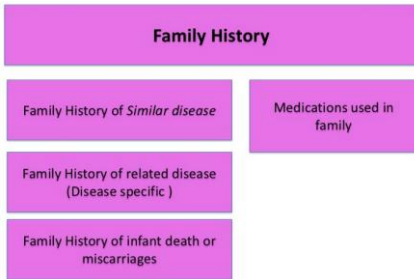 Family History
Family History of Similar disease
Medications used in
family
Family History of related disease
(Disease specific )
Family History of infant death or
miscarriages